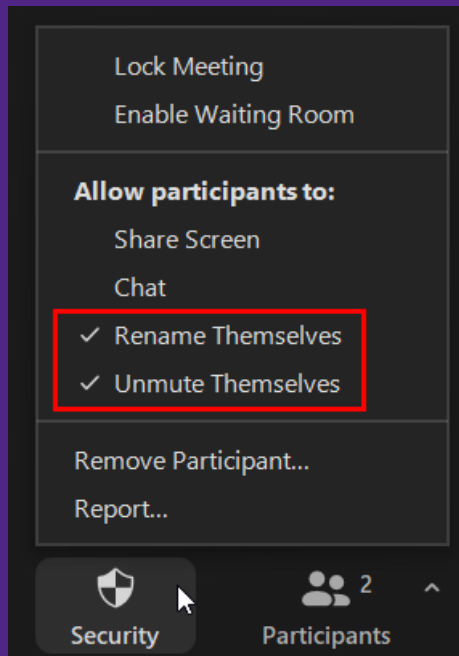 Lock Meeting
Enable Waiting Room
Allow participants to:
Share Screen
Chat
✓ Rename Themselves
✓ Unmute Themselves
Remove Participant...
Report...
2
Security
Participants